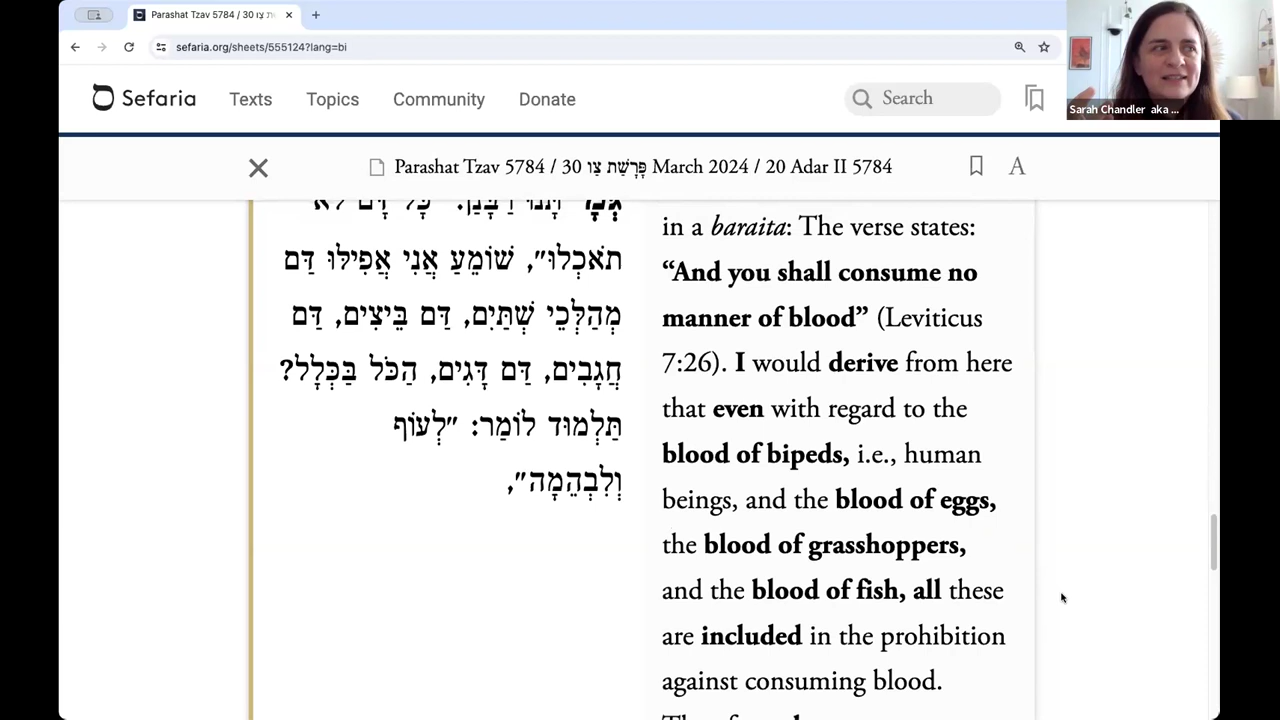 Parashat Tzav 5784 / 30 פָּרָשַׁת צַו
sefaria.org/sheets/555124?lang=bi
Sefaria
Texts
Topics
Community
Donate
Search
Sarah Chandler aka ...
Parashat Tzav 5784 / 30 פָּרָשַׁת צַו March 2024 / 20 Adar II 5784
A
גְּמָ׳ תָּנוּ רַבָּנַן: ״כׇּל דָּם לֹא
תֹאכְלוּ״, שׁוֹמֵעַ אֲנִי אֲפִילּוּ דַּם
מְהַלְּכֵי שְׁתַּיִם, דַּם בֵּיצִים, דַּם
חֲגָבִים, דַּם דָּגִים, הַכֹּל בַּכְּלָל?
תַּלְמוּד לוֹמַר: ״לְעוֹף
וְלִבְהֵמָה״,
in a baraita: The verse states:
“And you shall consume no
manner of blood” (Leviticus
7:26). I would derive from here
that even with regard to the
blood of bipeds, i.e., human
beings, and the blood of eggs,
the blood of grasshoppers,
and the blood of fish, all these
are included in the prohibition
against consuming blood.